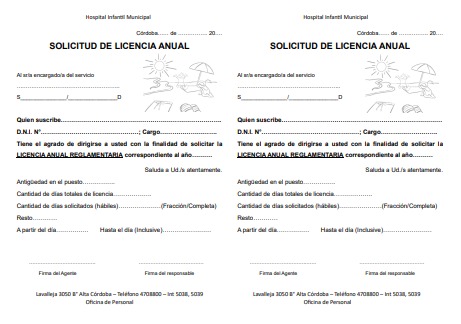 Hospital Infantil Municipal
Córdoba...... de ................ 20....
SOLICITUD DE LICENCIA ANUAL
Al sr/a encargado/a del servicio
.......................................................
S______________/______________D
Quien suscribe................................................................
D.N.I. N°......................................; Cargo.........................
Tiene el agrado de dirigirse a usted con la finalidad de solicitar la
LICENCIA ANUAL REGLAMENTARIA correspondiente al año..........
Saluda a Ud./s atentamente.
Antigüedad en el puesto................
Cantidad de días totales de licencia................
Cantidad de días solicitados (hábiles)................(Fracción/Completa)
Resto............
A partir del día............ Hasta el día (Inclusive)................
........................... ...........................
Firma del Agente Firma del responsable
Lavalleja 3050 B° Alta Córdoba – Teléfono 4708800 – Int 5038, 5039
Oficina de Personal
Hospital Infantil Municipal
Córdoba...... de ................ 20....
SOLICITUD DE LICENCIA ANUAL
Al sr/a encargado/a del servicio
.......................................................
S______________/______________D
Quien suscribe................................................................
D.N.I. N°......................................; Cargo.........................
Tiene el agrado de dirigirse a usted con la finalidad de solicitar la
LICENCIA ANUAL REGLAMENTARIA correspondiente al año..........
Saluda a Ud./s atentamente.
Antigüedad en el puesto................
Cantidad de días totales de licencia................
Cantidad de días solicitados (hábiles)................(Fracción/Completa)
Resto............
A partir del día............ Hasta el día (Inclusive)................
........................... ...........................
Firma del Agente Firma del responsable
Lavalleja 3050 B° Alta Córdoba – Teléfono 4708800 – Int 5038, 5039
Oficina de Personal